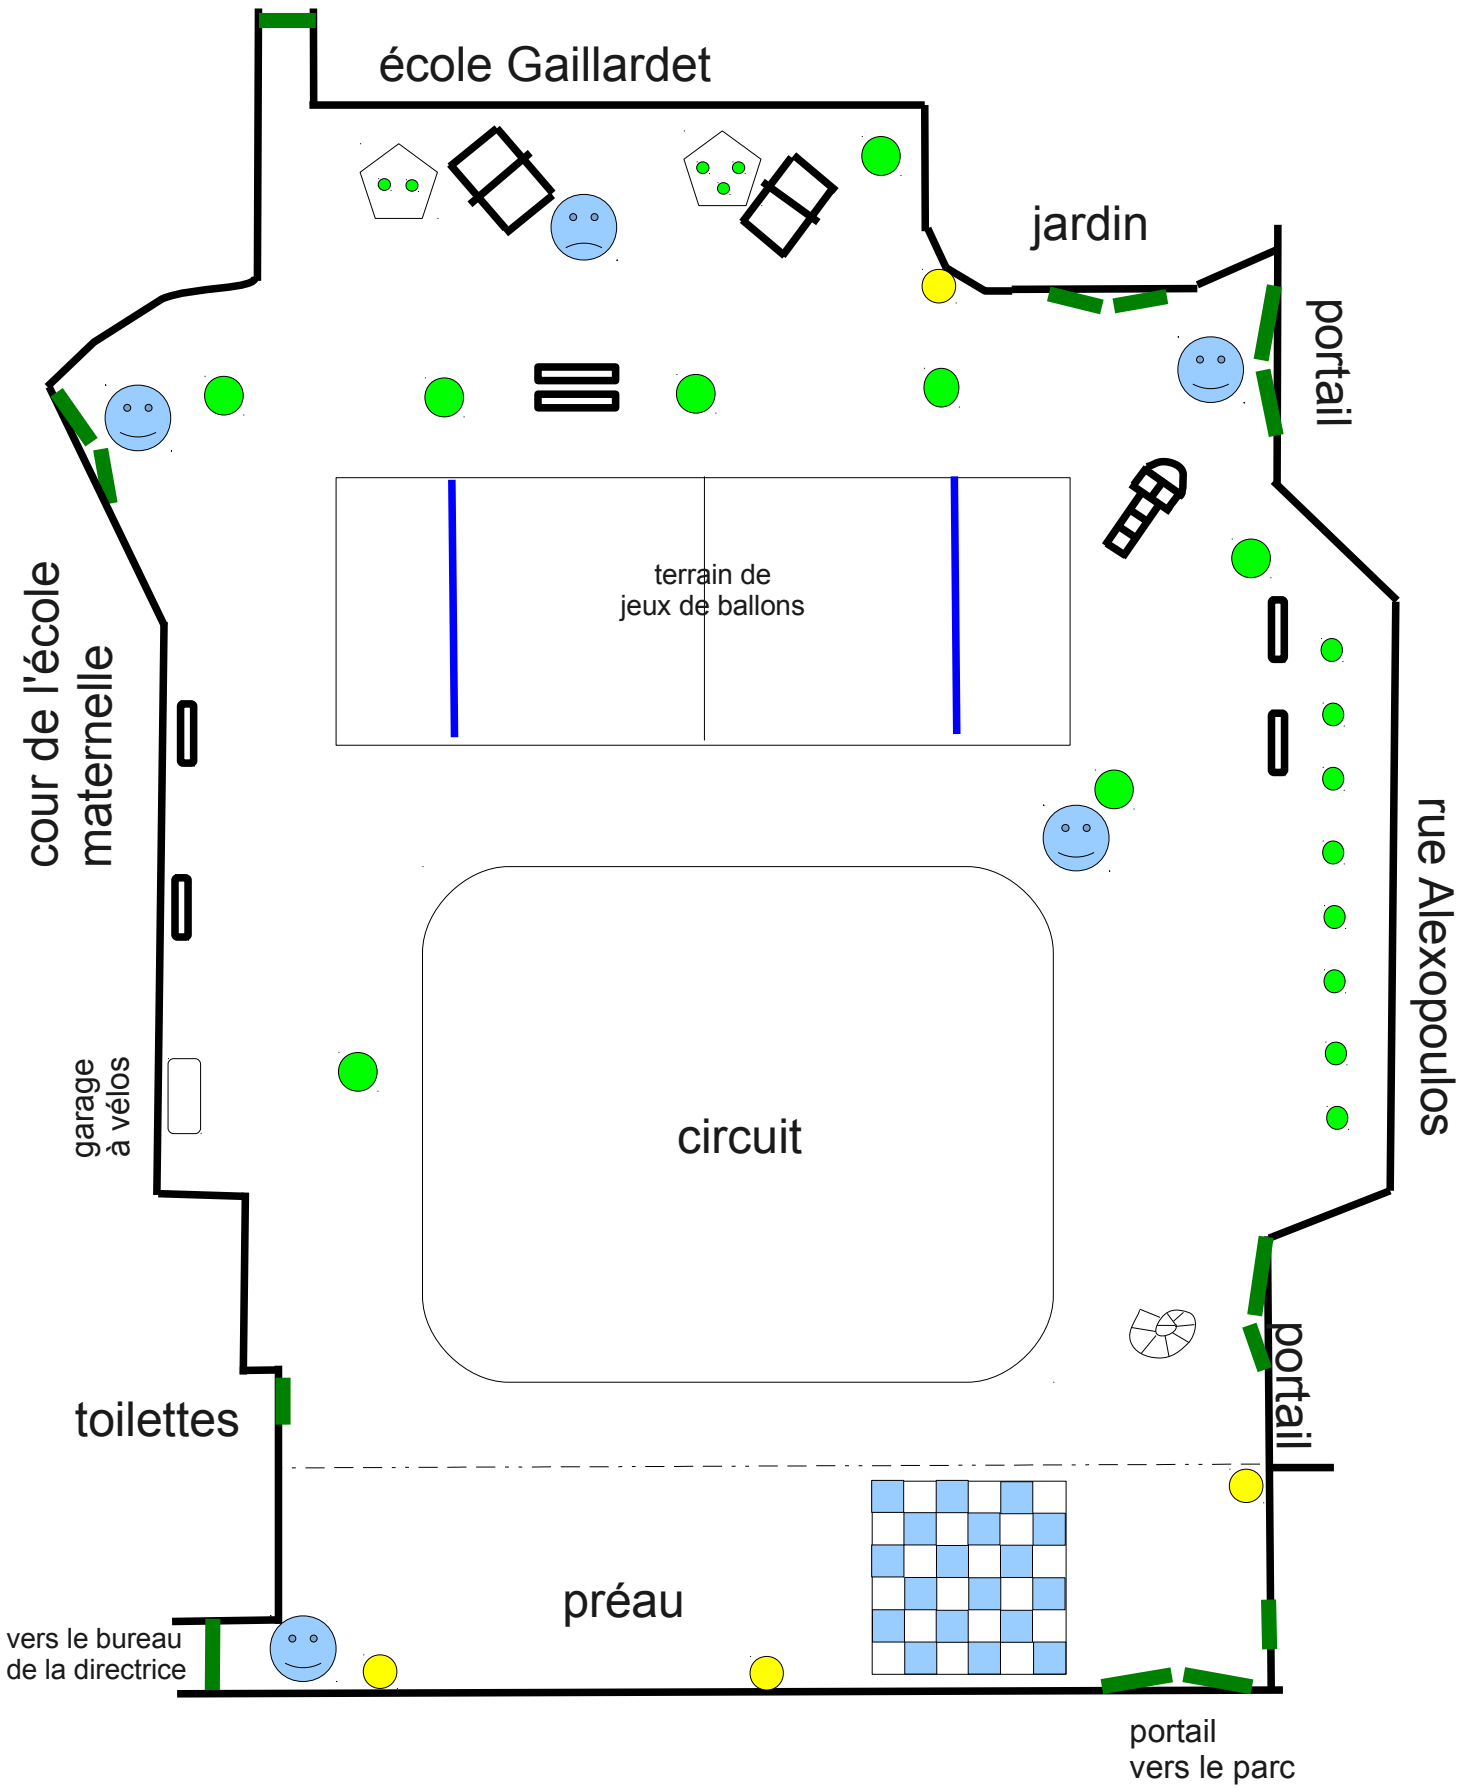 école Gaillardet
jardin
portail
terrain de
jeux de ballons
cour de l'école
maternelle
rue Alexopoulos
garage
à vélos
circuit
portail
toilettes
préau
vers le bureau
de la directrice
portail
vers le parc